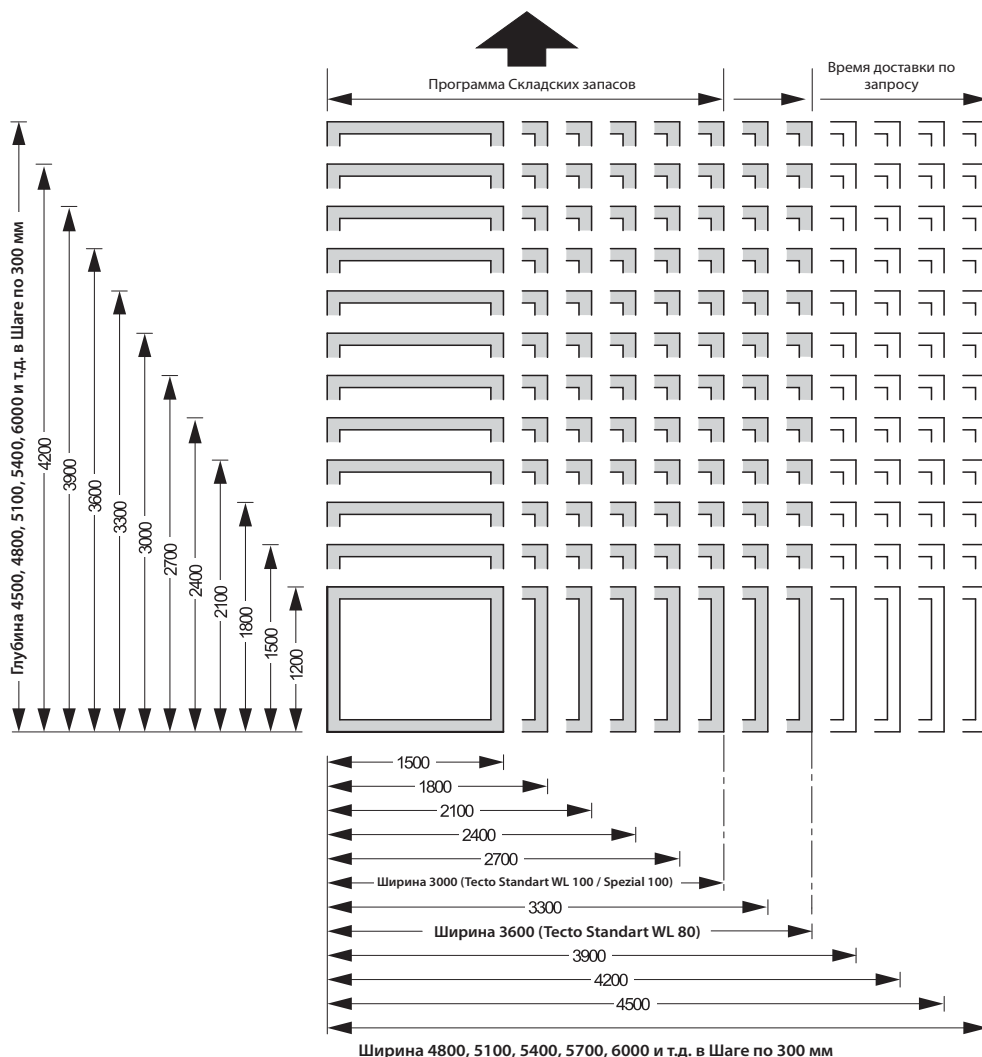 Программа Складских запасов
Время доставки по
запросу
Глубина 4500, 4800, 5100, 5400, 6000 и т.д. в Шаге по 300 мм
4200
3900
3600
3300
3000
2700
2400
2100
1800
1500
1200
1500
1800
2100
2400
2700
Ширина 3000 (Tecto Standart WL 100 / Spezial 100)
3300
Ширина 3600 (Tecto Standart WL 80)
3900
4200
4500
Ширина 4800, 5100, 5400, 5700, 6000 и т.д. в Шаге по 300 мм